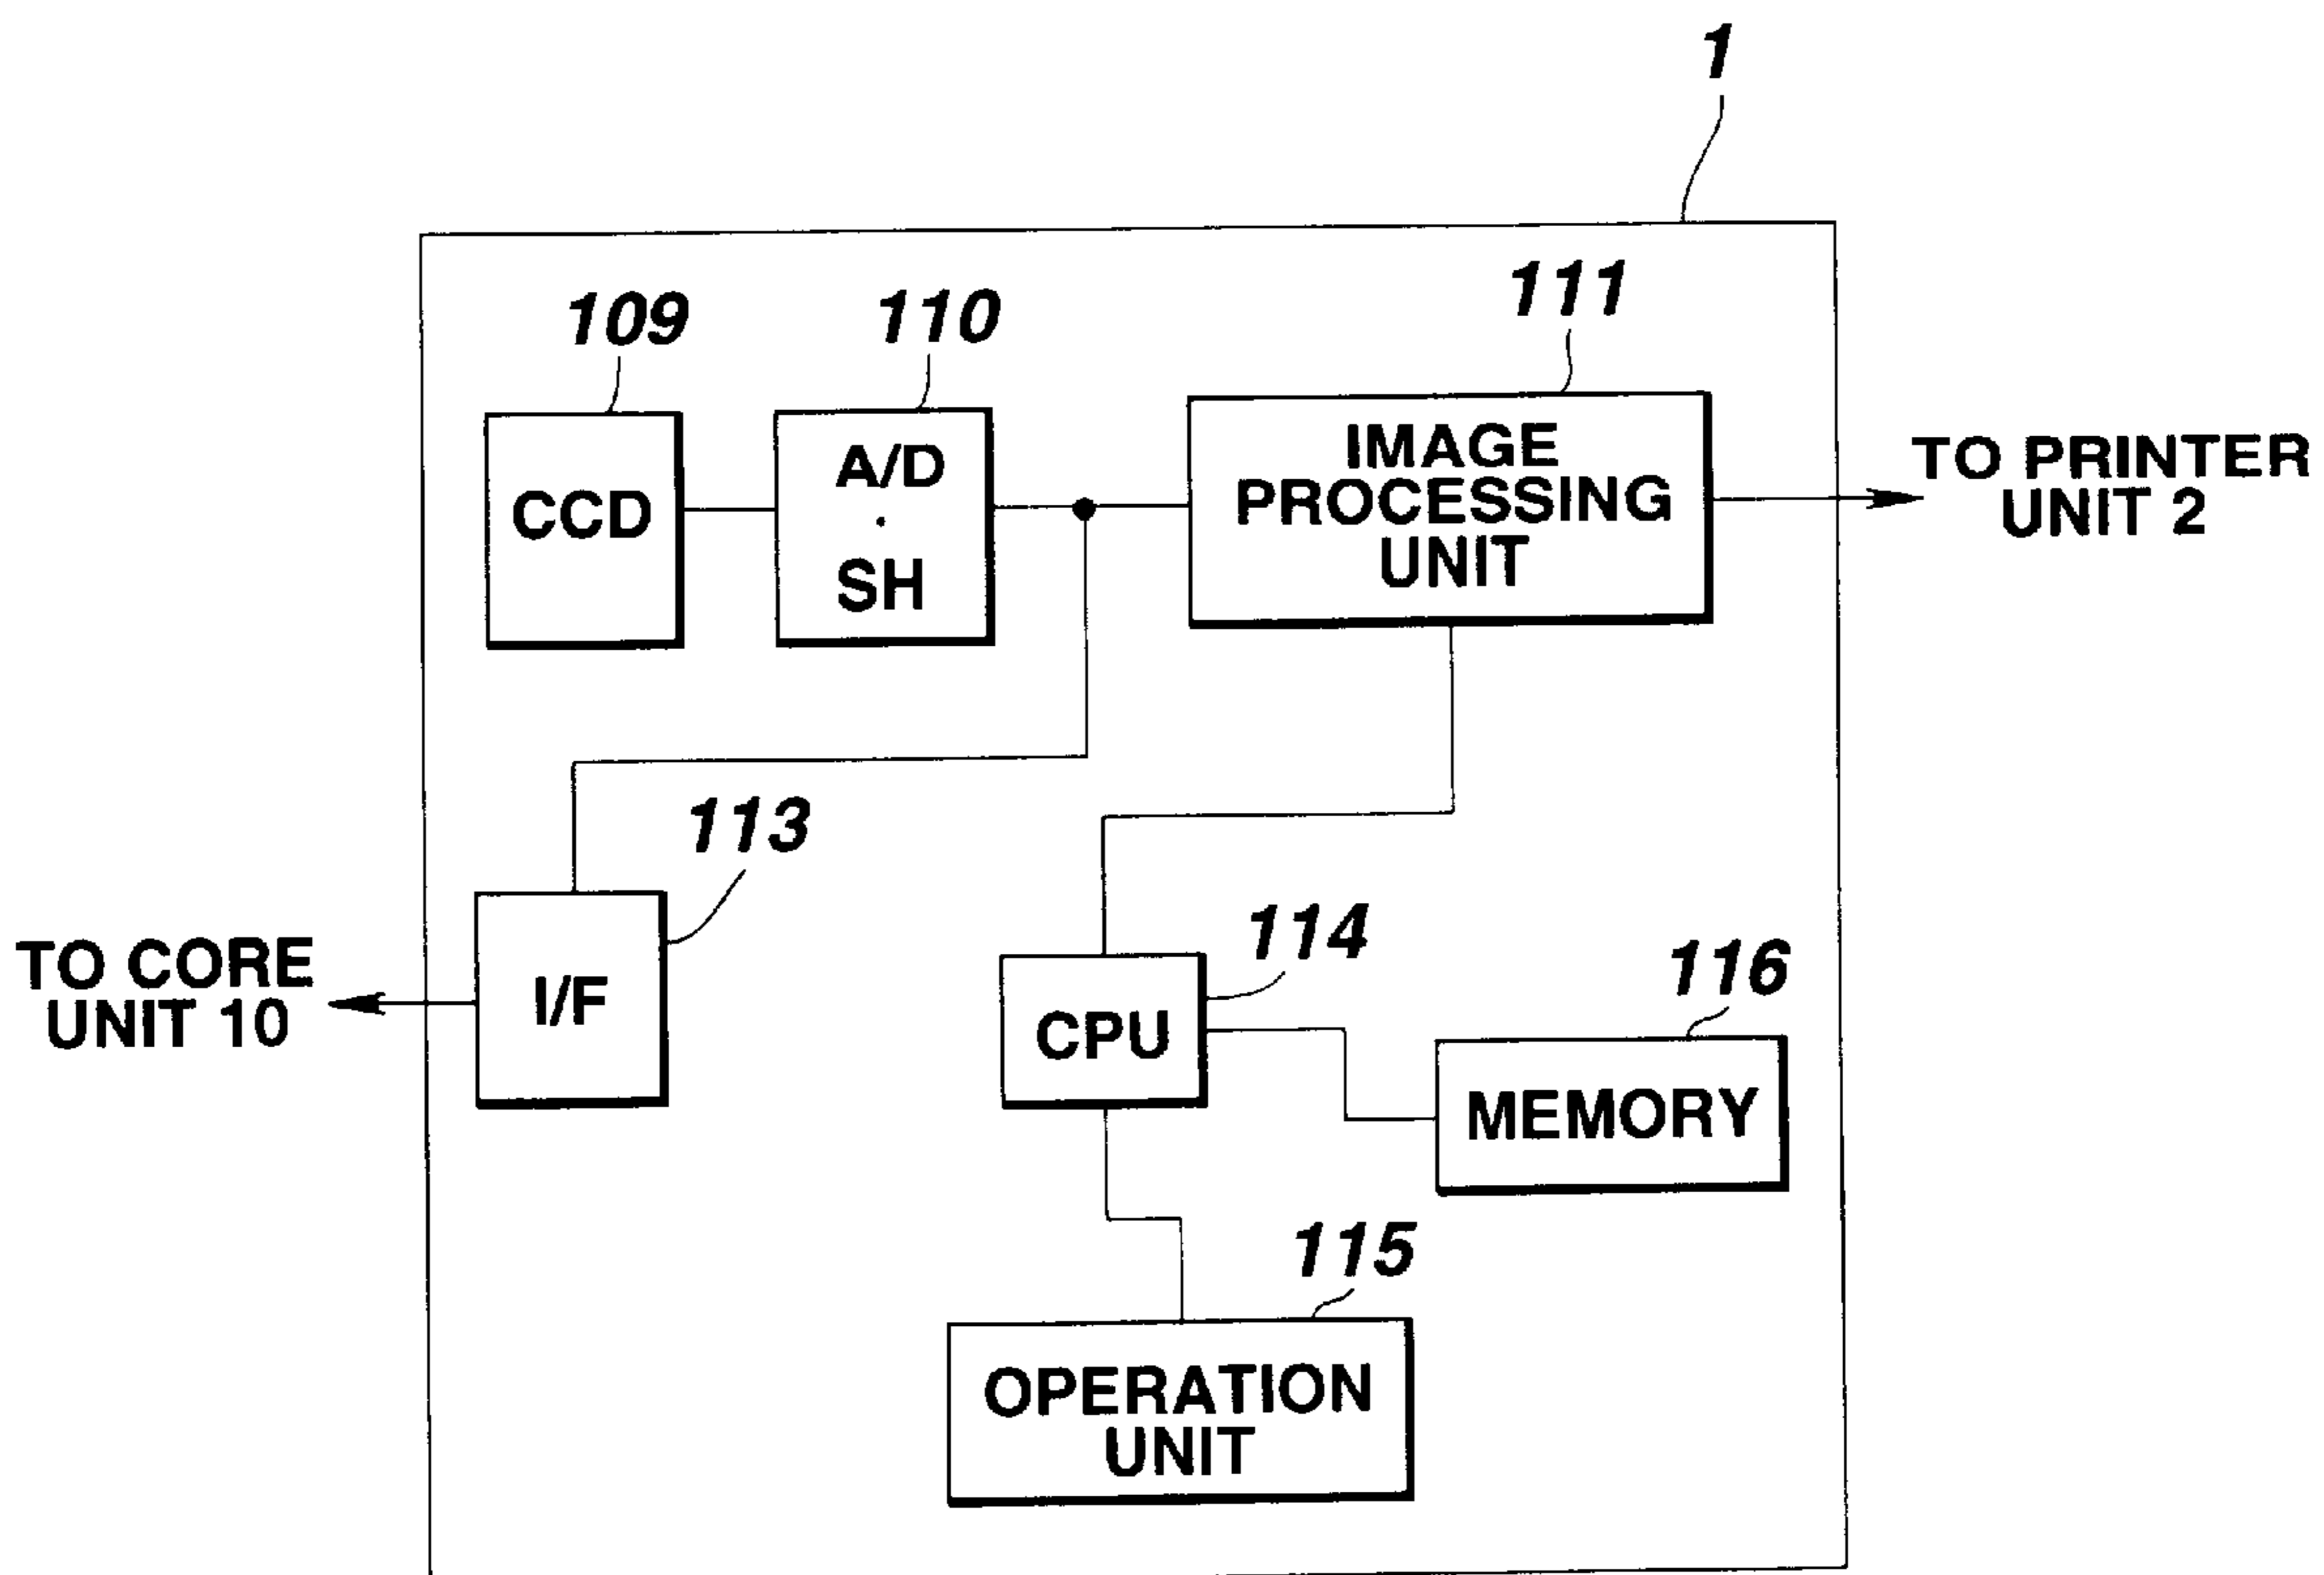 1
109
110
111
CCD
A/D
·
SH
IMAGE
PROCESSING
UNIT
TO PRINTER
UNIT 2
113
TO CORE
UNIT 10
I/F
114
CPU
116
MEMORY
115
OPERATION
UNIT